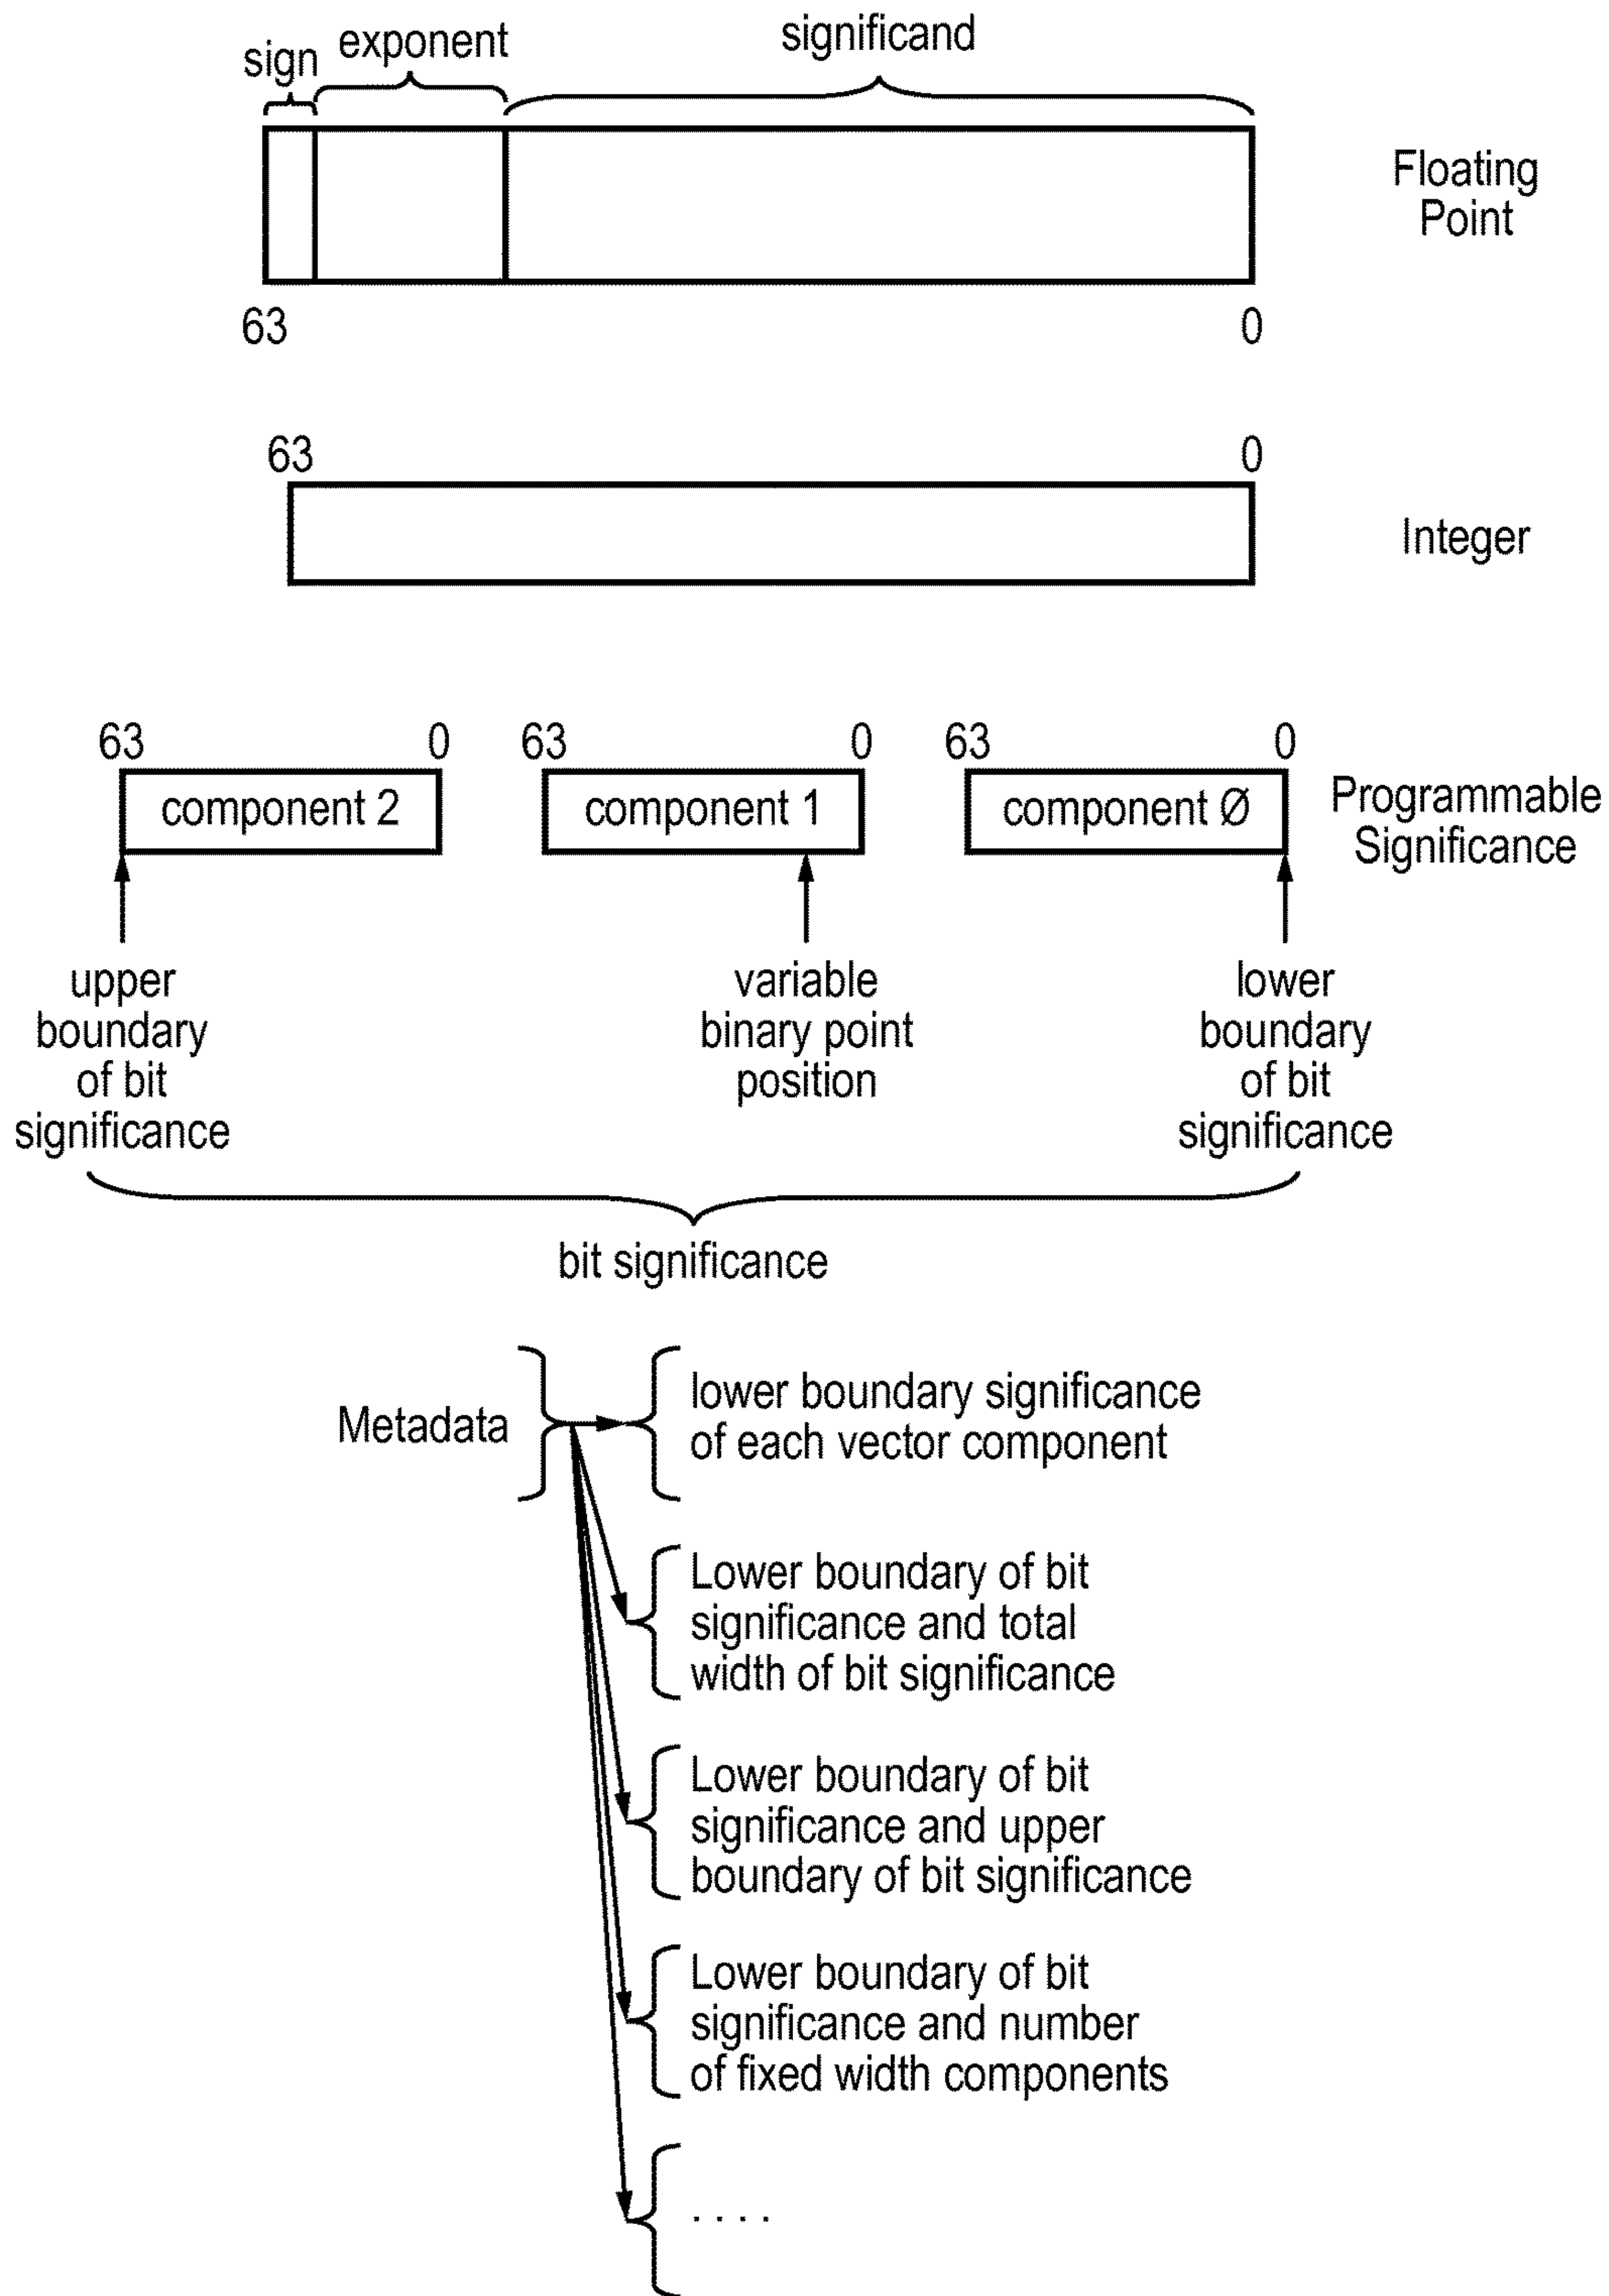 sign exponent significand
Floating
Point
63 0
63 0
Integer
63 0 63 0 63 0
component 2 component 1 component Ø
Programmable
Significance
upper
boundary
of bit
significance
variable
binary point
position
lower
boundary
of bit
significance
bit significance
Metadata
lower boundary significance
of each vector component
Lower boundary of bit
significance and total
width of bit significance
Lower boundary of bit
significance and upper
boundary of bit significance
Lower boundary of bit
significance and number
of fixed width components
. . . .